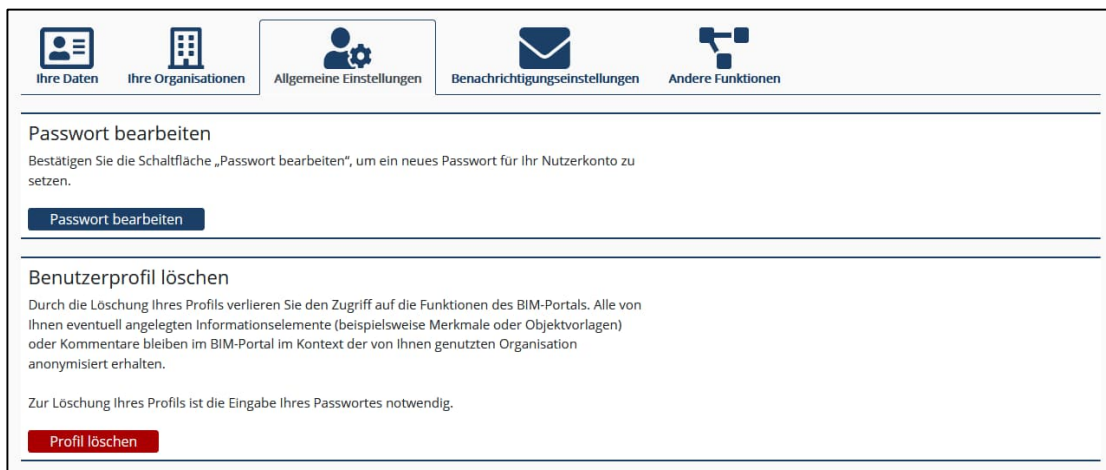 Ihre Daten
Ihre Organisationen
Allgemeine Einstellungen
Benachrichtigungseinstellungen
Andere Funktionen
Passwort bearbeiten
Bestätigen Sie die Schaltfläche „Passwort bearbeiten“, um ein neues Passwort für Ihr Nutzerkonto zu
setzen.
Passwort bearbeiten
Benutzerprofil löschen
Durch die Löschung Ihres Profils verlieren Sie den Zugriff auf die Funktionen des BIM-Portals. Alle von
Ihnen eventuell angelegten Informationselemente (beispielsweise Merkmale oder Objektvorlagen)
oder Kommentare bleiben im BIM-Portal im Kontext der von Ihnen genutzten Organisation
anonymisiert erhalten.
Zur Löschung Ihres Profils ist die Eingabe Ihres Passwortes notwendig.
Profil löschen